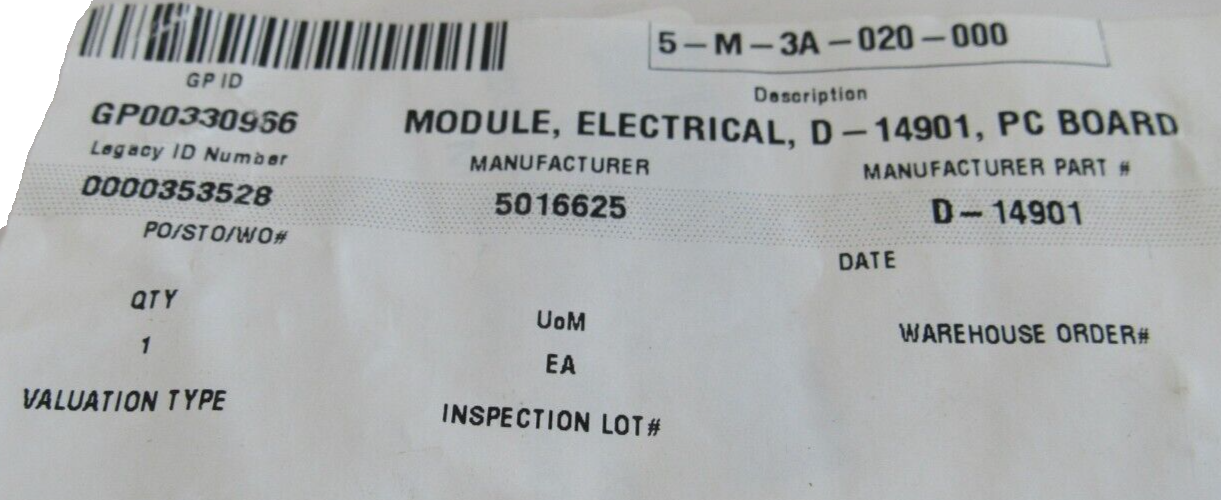 5-M-3A-020-000
GP ID
Description
GP00330966
MODULE, ELECTRICAL, D-14901, PC BOARD
Legacy ID Number
MANUFACTURER
MANUFACTURER PART #
0000353528
5016625
D-14901
PO/STO/WO#
DATE
QTY
UoM
WAREHOUSE ORDER#
1
EA
VALUATION TYPE
INSPECTION LOT#